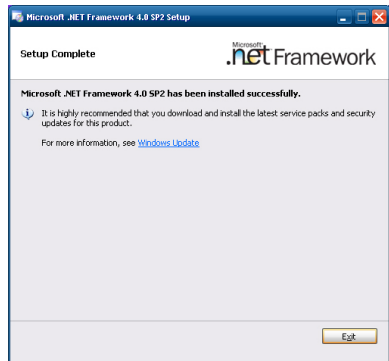 Microsoft .NET Framework 4.0 SP2 Setup
Setup Complete
Microsoft
.net Framework
Microsoft .NET Framework 4.0 SP2 has been installed successfully.
It is highly recommended that you download and install the latest service packs and security
updates for this product.
For more information, see Windows Update
Exit